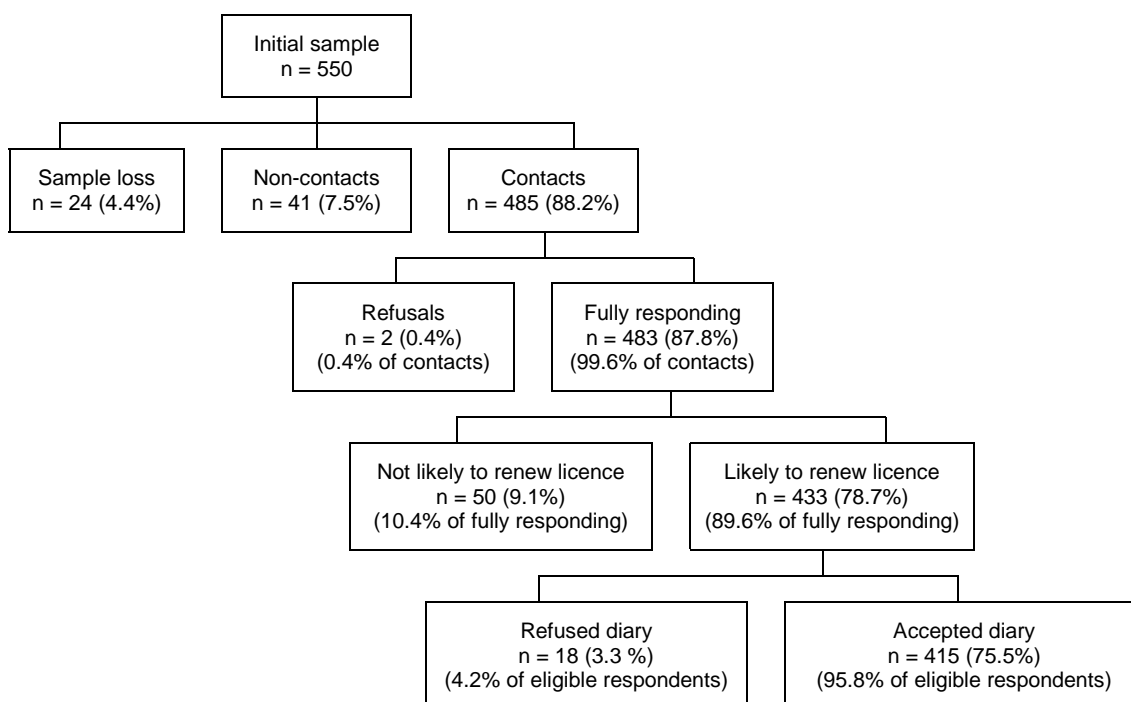 Initial sample
n = 550
Sample loss
n = 24 (4.4%)
Non-contacts
n = 41 (7.5%)
Contacts
n = 485 (88.2%)
Refusals
n = 2 (0.4%)
(0.4% of contacts)
Fully responding
n = 483 (87.8%)
(99.6% of contacts)
Not likely to renew licence
n = 50 (9.1%)
(10.4% of fully responding)
Likely to renew licence
n = 433 (78.7%)
(89.6% of fully responding)
Refused diary
n = 18 (3.3 %)
(4.2% of eligible respondents)
Accepted diary
n = 415 (75.5%)
(95.8% of eligible respondents)